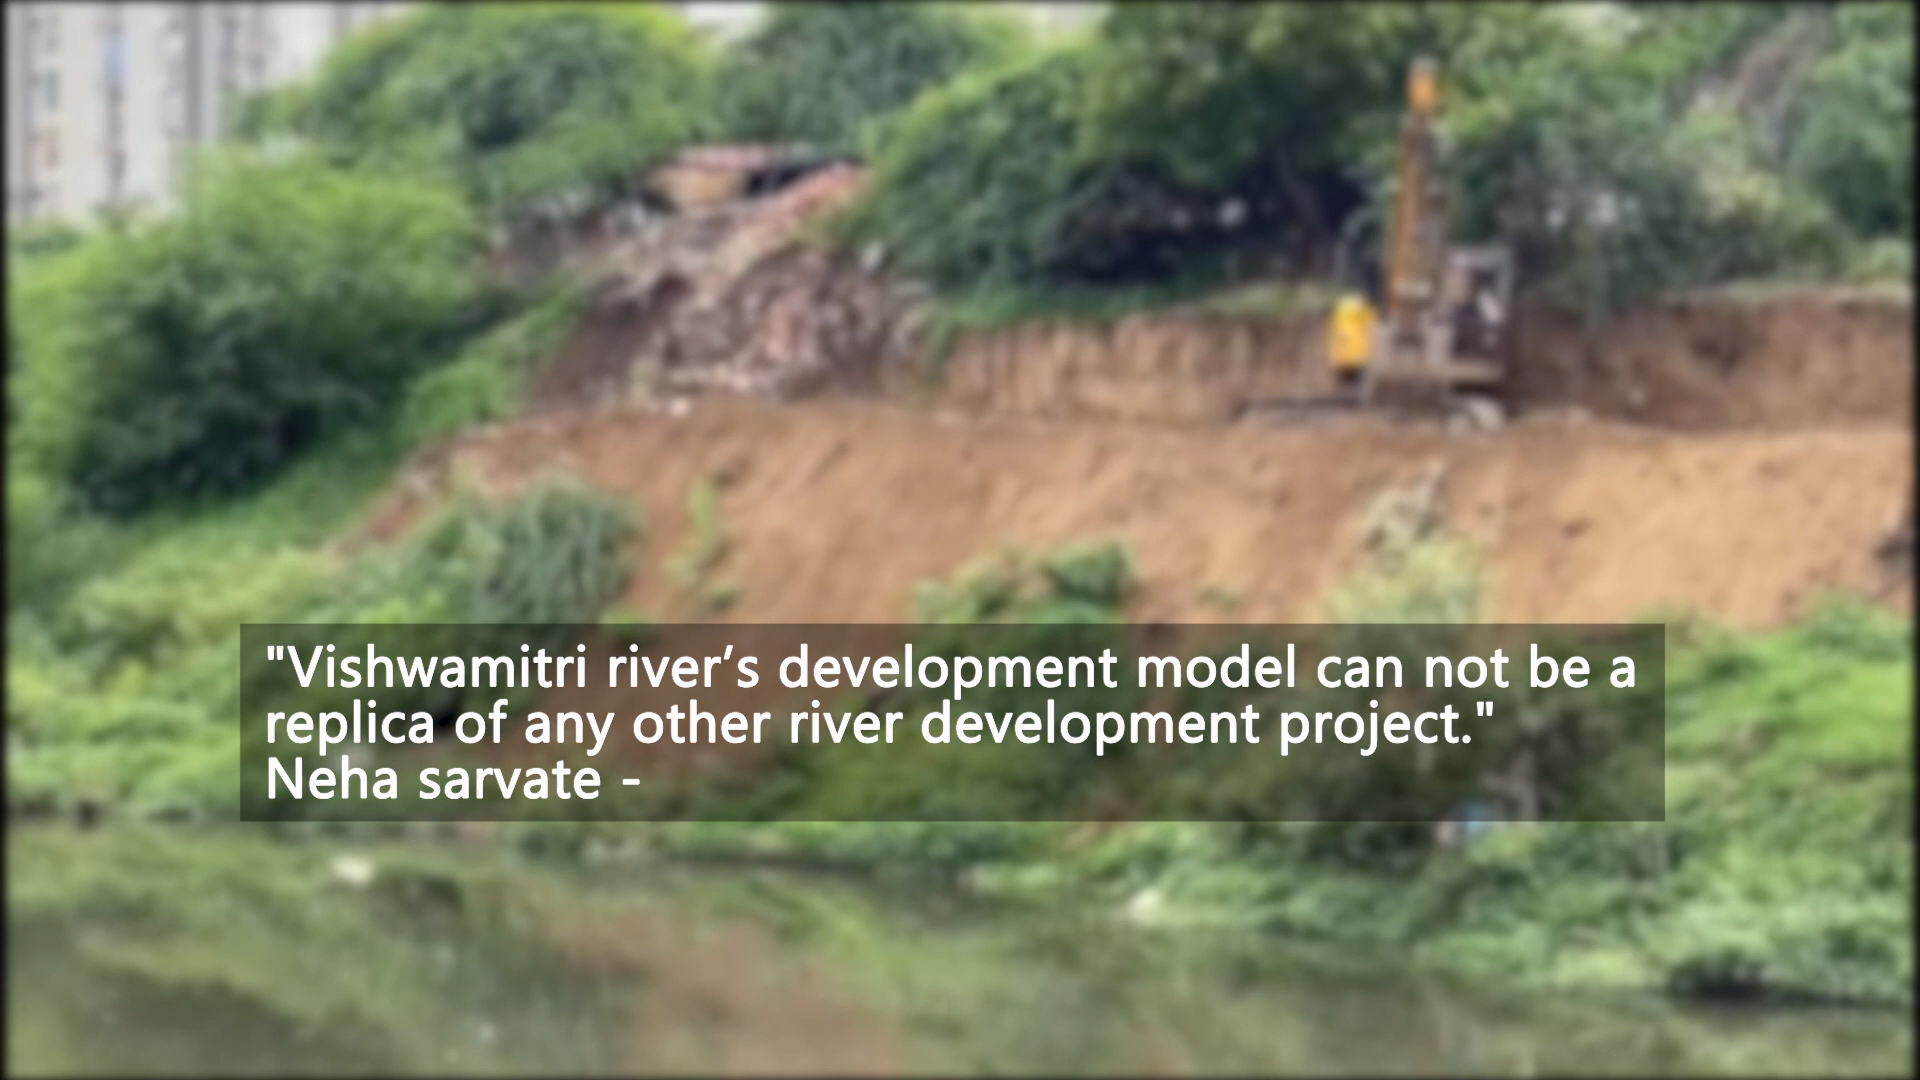 "Vishwamitri river’s development model can not be a
replica of any other river development project."
Neha sarvate -